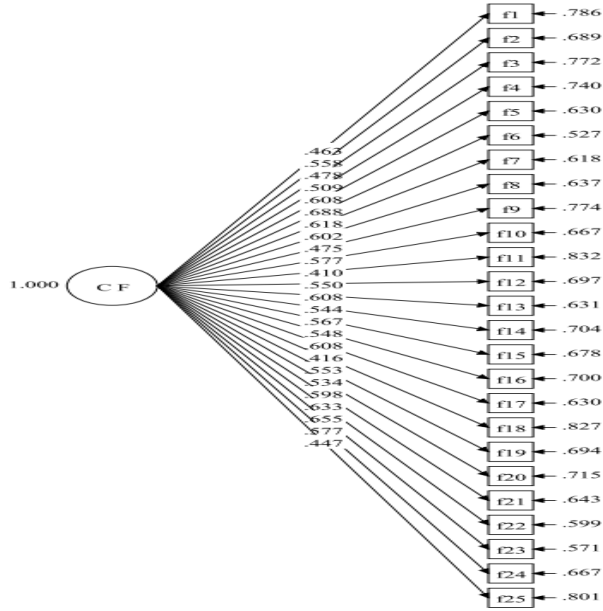 1.000 C F
.463
.558
.478
.509
.608
.688
.618
.602
.475
.577
.410
.550
.608
.544
.567
.548
.608
.416
.553
.534
.598
.633
.655
.577
.447
f1 .786
f2 .689
f3 .772
f4 .740
f5 .630
f6 .527
f7 .618
f8 .637
f9 .774
f10 .667
f11 .832
f12 .697
f13 .631
f14 .704
f15 .678
f16 .700
f17 .630
f18 .827
f19 .694
f20 .715
f21 .643
f22 .599
f23 .571
f24 .667
f25 .801